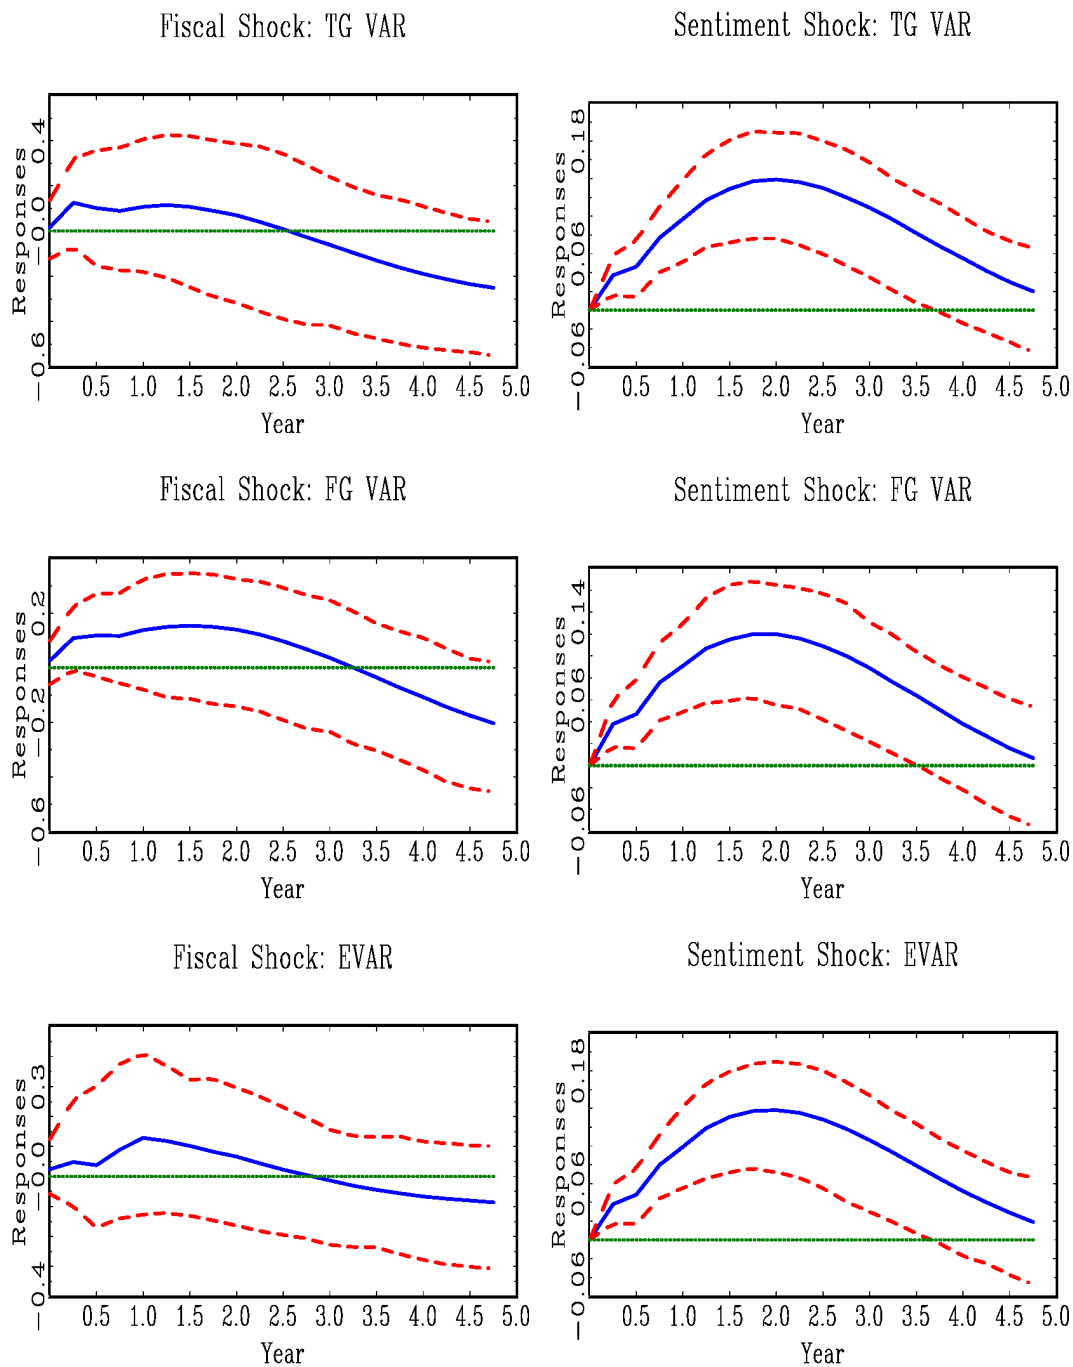 Fiscal Shock: TG VAR
Responses
0.4
-0.0
-0.6
0.5 1.0 1.5 2.0 2.5 3.0 3.5 4.0 4.5 5.0
Year
Sentiment Shock: TG VAR
Responses
0.18
0.06
-0.06
0.5 1.0 1.5 2.0 2.5 3.0 3.5 4.0 4.5 5.0
Year
Fiscal Shock: FG VAR
Responses
0.2
-0.2
-0.6
0.5 1.0 1.5 2.0 2.5 3.0 3.5 4.0 4.5 5.0
Year
Sentiment Shock: FG VAR
Responses
0.14
0.06
-0.06
0.5 1.0 1.5 2.0 2.5 3.0 3.5 4.0 4.5 5.0
Year
Fiscal Shock: EVAR
Responses
0.3
-0.0
-0.4
0.5 1.0 1.5 2.0 2.5 3.0 3.5 4.0 4.5 5.0
Year
Sentiment Shock: EVAR
Responses
0.18
0.06
-0.06
0.5 1.0 1.5 2.0 2.5 3.0 3.5 4.0 4.5 5.0
Year